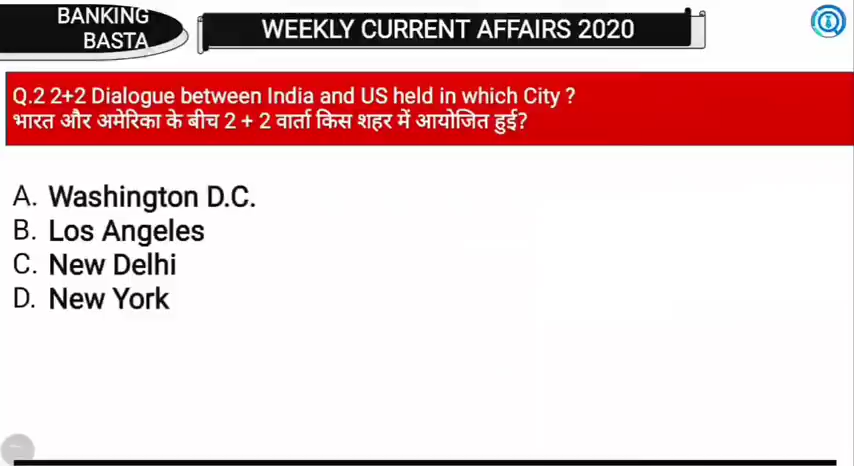 BANKING
BASTA
WEEKLY CURRENT AFFAIRS 2020
Q.2 2+2 Dialogue between India and US held in which City ?
भारत और अमेरिका के बीच 2 + 2 वार्ता किस शहर में आयोजित हुई?
A. Washington D.C.
B. Los Angeles
C. New Delhi
D. New York